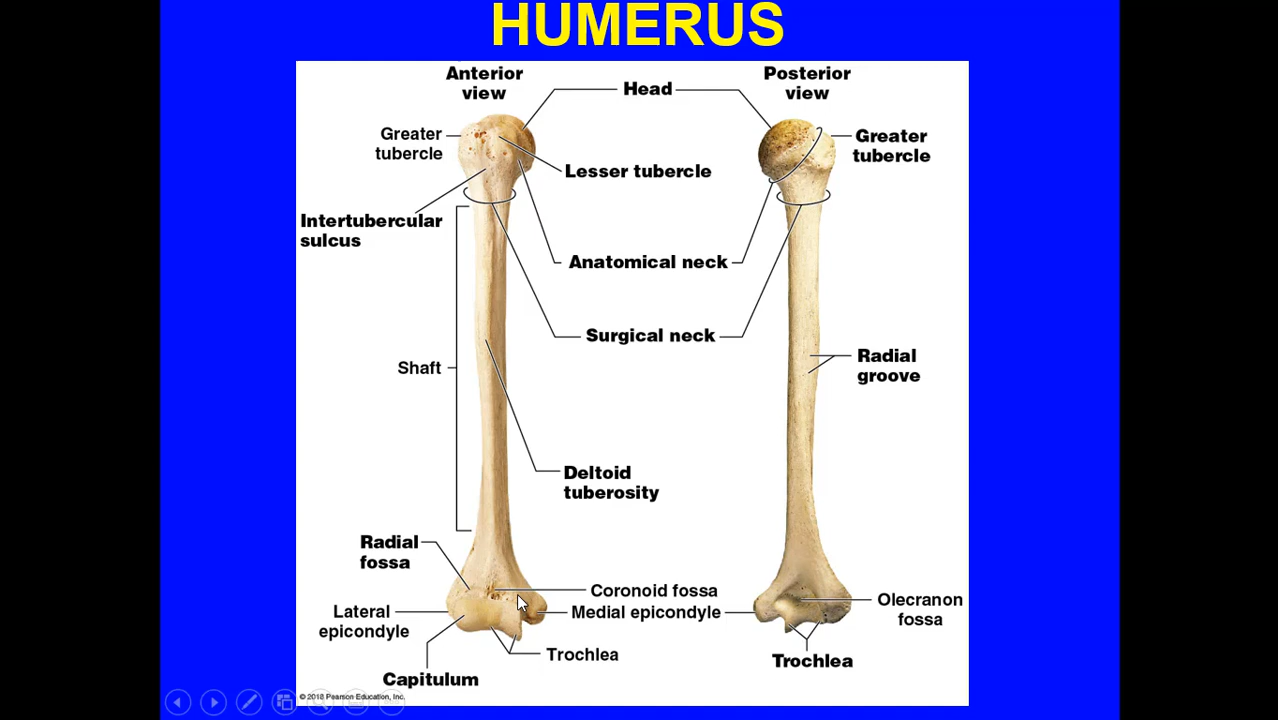 HUMERUS
Anterior
view
Posterior
view
Head
Greater
tubercle
Greater
tubercle
Lesser tubercle
Intertubercular
sulcus
Anatomical neck
Surgical neck
Shaft
Radial
groove
Deltoid
tuberosity
Radial
fossa
Coronoid fossa
Olecranon
fossa
Lateral
epicondyle
Medial epicondyle
Trochlea
Trochlea
Capitulum
© 2018 Pearson Education, Inc.